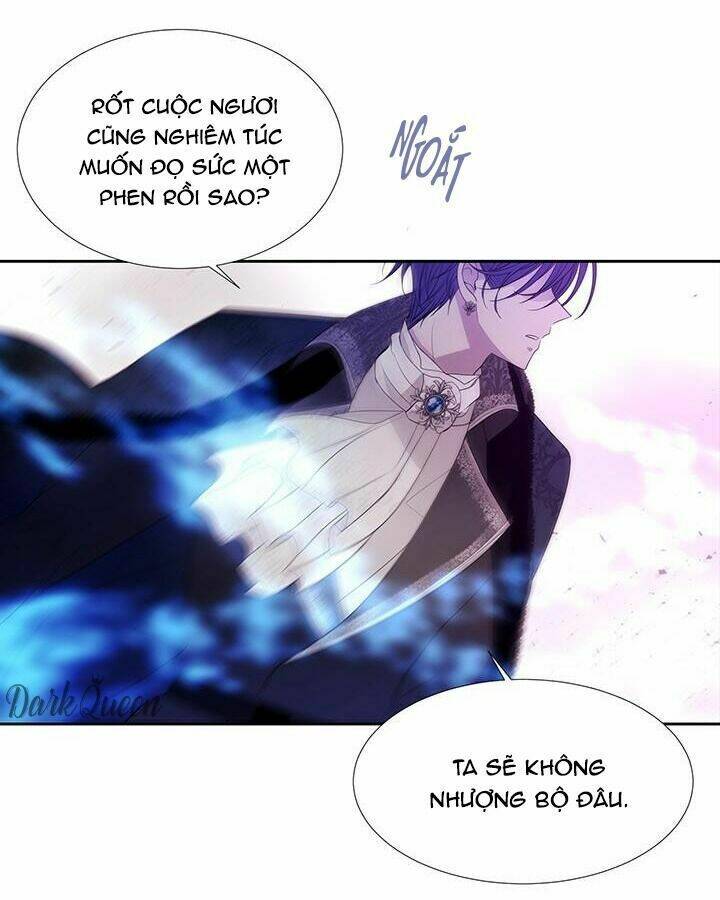 RỐT CUỘC NGƯƠI
CŨNG NGHIÊM TÚC
MUỐN ĐỌ SỨC MỘT
PHEN RỒI SAO?
NGOẮT
DarkQueen
TA SẼ KHÔNG
NHƯỢNG BỘ ĐÂU.